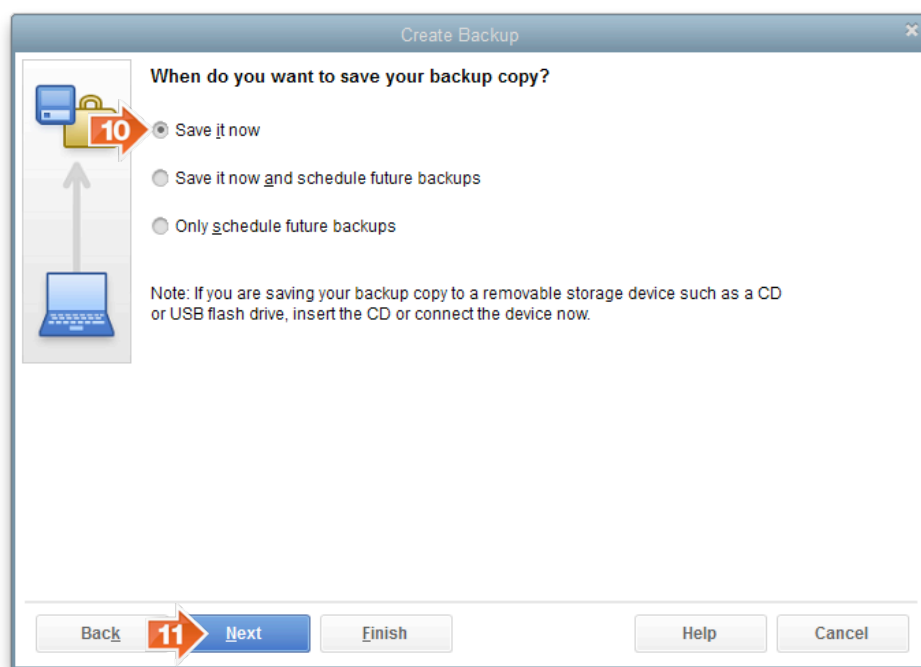 Create Backup
When do you want to save your backup copy?
10
Save it now
Save it now and schedule future backups
Only schedule future backups
Note: If you are saving your backup copy to a removable storage device such as a CD
or USB flash drive, insert the CD or connect the device now.
Back 11 Next Finish Help Cancel